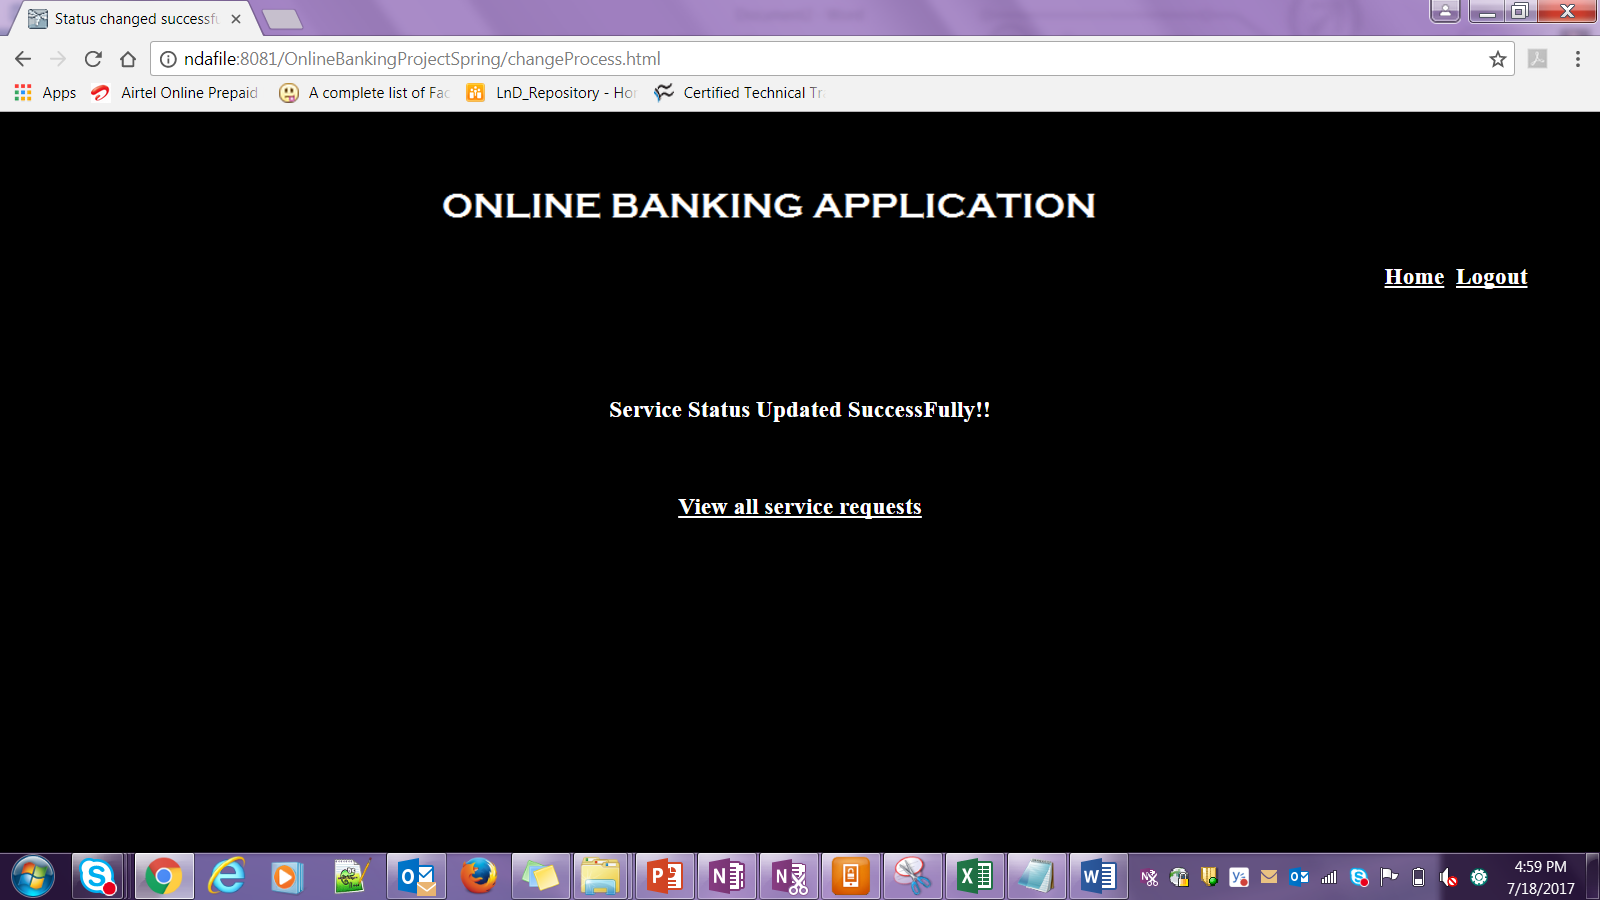 Status changed successfu
ndafile:8081/OnlineBankingProjectSpring/changeProcess.html
Apps Airtel Online Prepaid A complete list of Fac LnD_Repository - Hor Certified Technical Tr
ONLINE BANKING APPLICATION
Home Logout
Service Status Updated SuccessFully!!
View all service requests
4:59 PM
7/18/2017